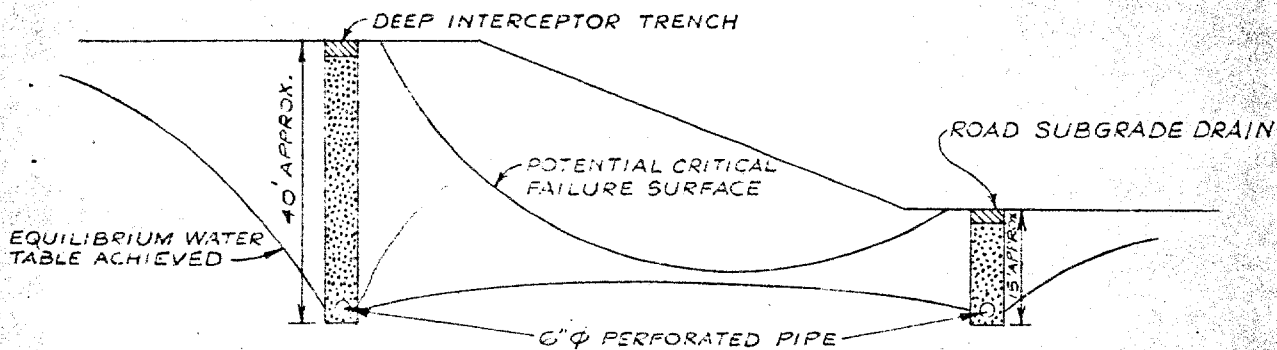 DEEP INTERCEPTOR TRENCH
40' APPROX.
ROAD SUBGRADE DRAIN
POTENTIAL CRITICAL
FAILURE SURFACE
EQUILIBRIUM WATER
TABLE ACHIEVED
15' APPROX
6"φ PERFORATED PIPE